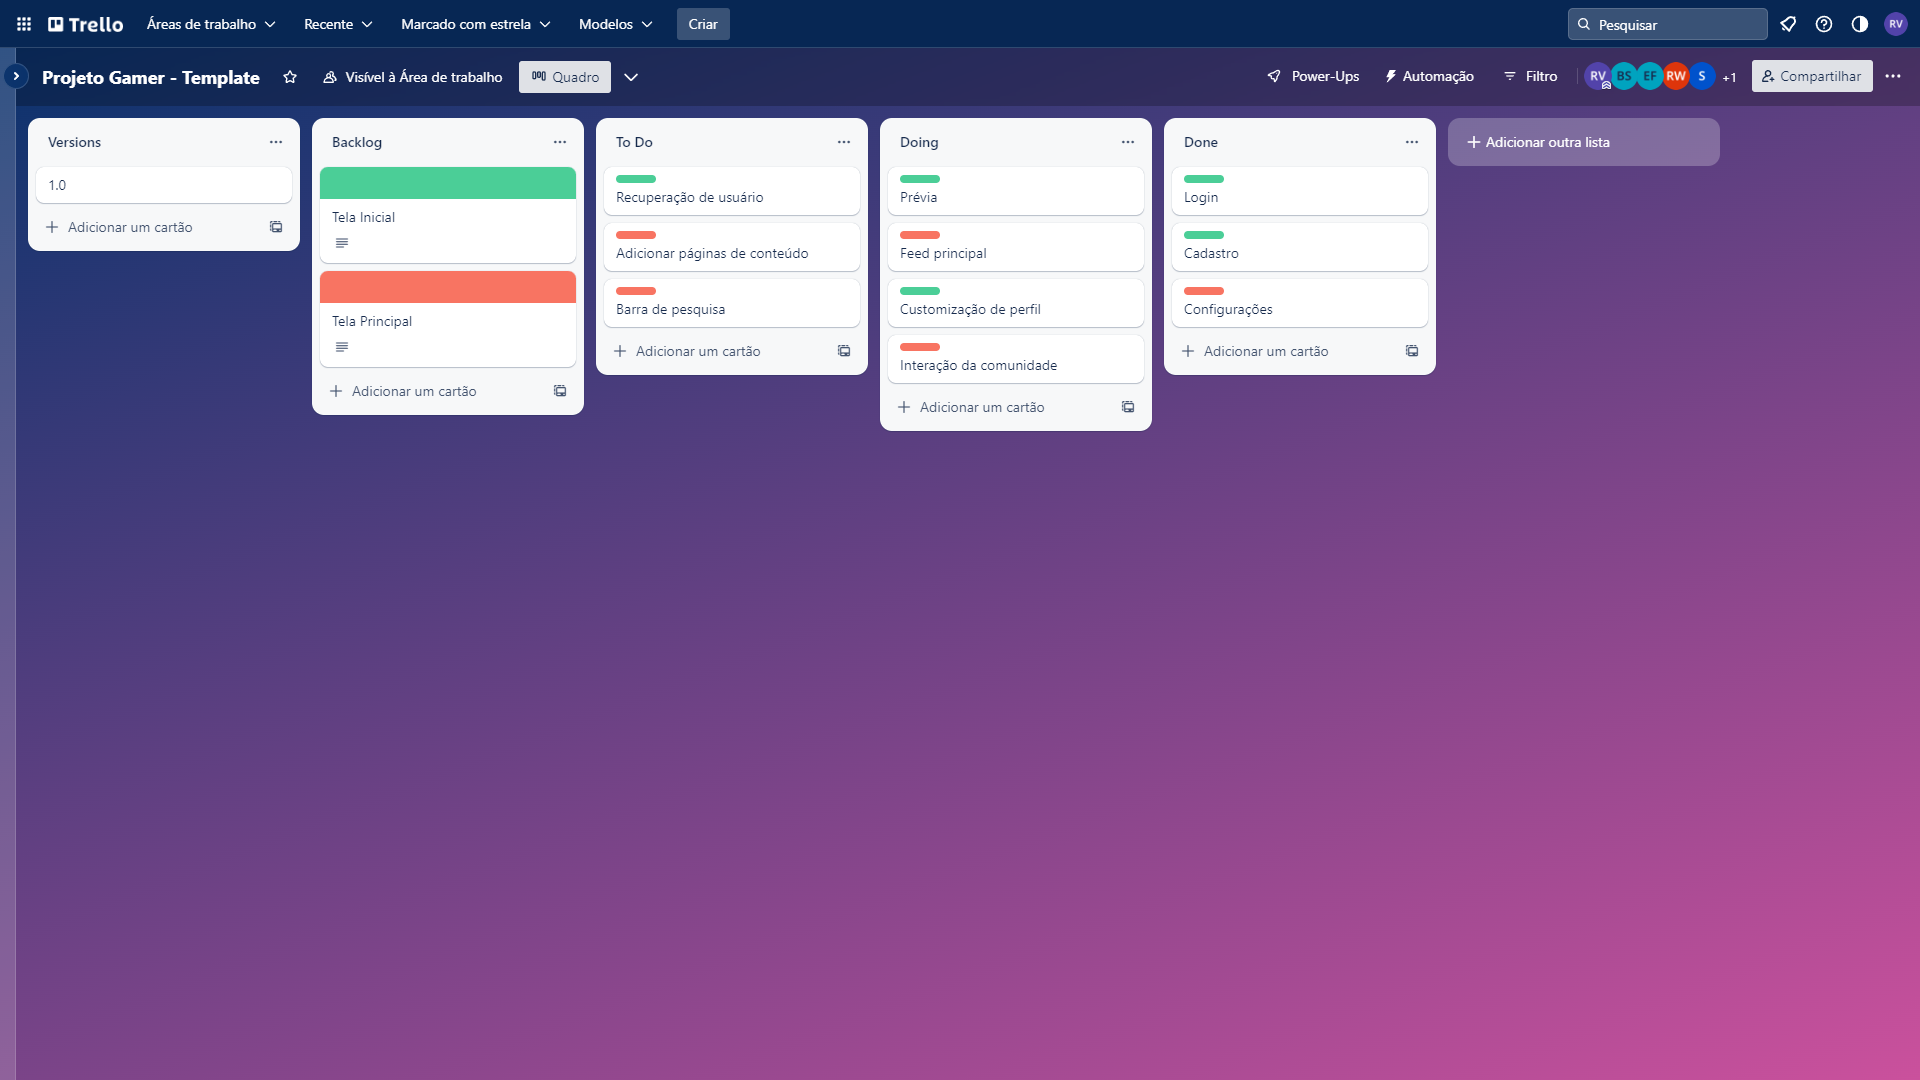 Trello
Áreas de trabalho
Recente
Marcado com estrela
Modelos
Criar
Pesquisar
RV
Projeto Gamer - Template
Visível à Área de trabalho
Quadro
Power-Ups
Automação
Filtro
RV
BS
EF
RW
S
+1
Compartilhar
Versions
1.0
Adicionar um cartão
Backlog
Tela Inicial
Tela Principal
Adicionar um cartão
To Do
Recuperação de usuário
Adicionar páginas de conteúdo
Barra de pesquisa
Adicionar um cartão
Doing
Prévia
Feed principal
Customização de perfil
Interação da comunidade
Adicionar um cartão
Done
Login
Cadastro
Configurações
Adicionar um cartão
Adicionar outra lista